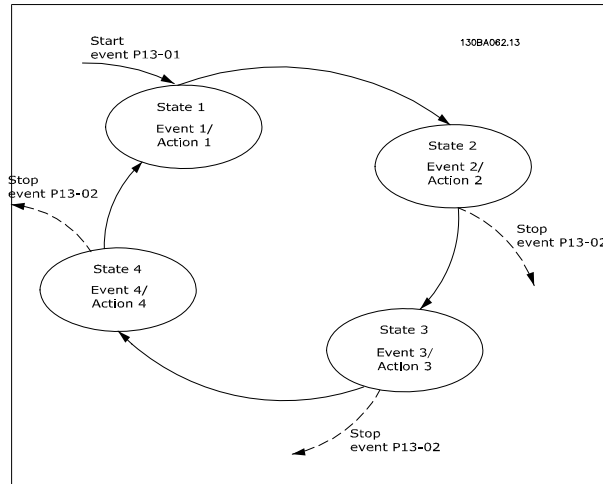 Start
event P13-01
130BA062.13
State 1
Event 1/
Action 1
State 2
Event 2/
Action 2
Stop
event P13-02
Stop
event P13-02
State 4
Event 4/
Action 4
State 3
Event 3/
Action 3
Stop
event P13-02